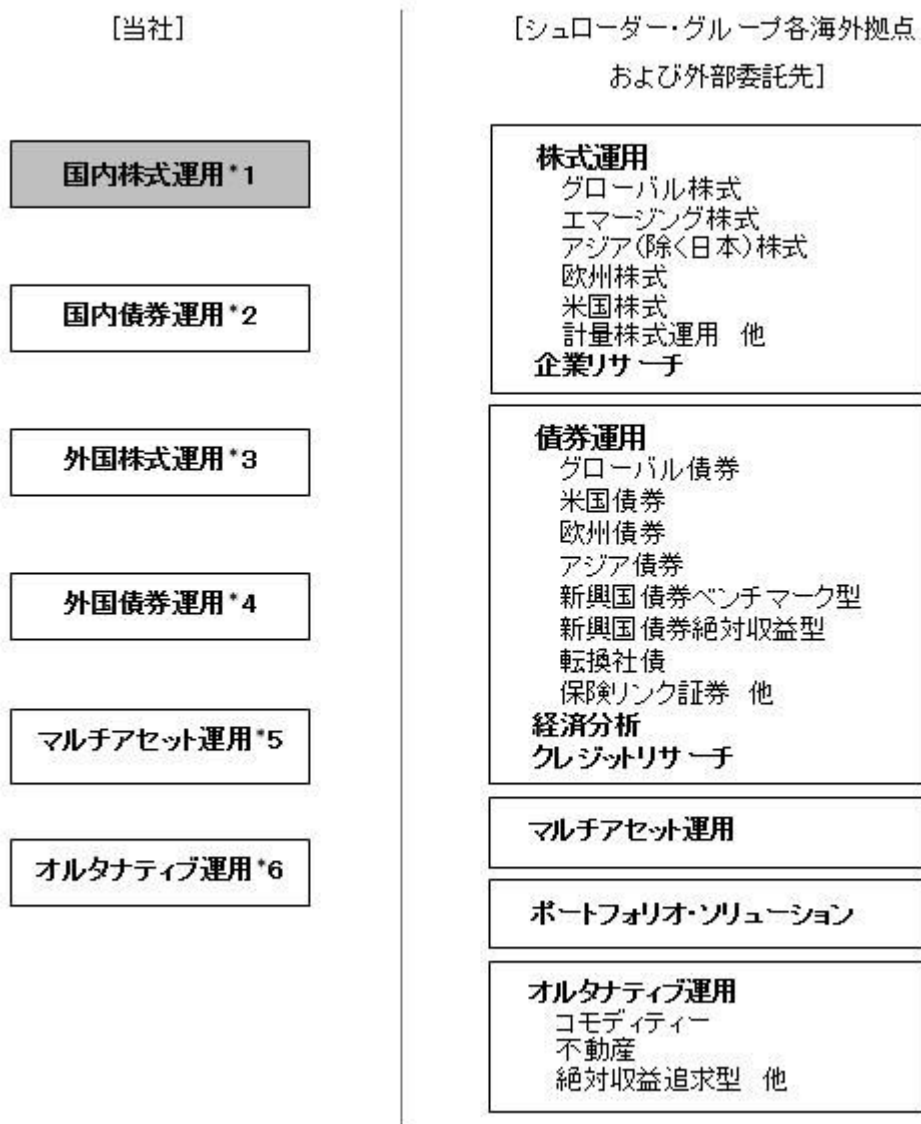 [当社]
国内株式運用*1
国内債券運用*2
外国株式運用*3
外国債券運用*4
マルチアセット運用*5
オルタナティブ運用*6
[シュローダー・グループ各海外拠点
および外部委託先]
株式運用
グローバル株式
エマージング株式
アジア(除く日本)株式
欧州株式
米国株式
計量株式運用 他
企業リサーチ
債券運用
グローバル債券
米国債券
欧州債券
アジア債券
新興国債券ベンチマーク型
新興国債券絶対収益型
転換社債
保険リンク証券 他
経済分析
クレジットリサーチ
マルチアセット運用
ポートフォリオ・ソリューション
オルタナティブ運用
コモディティー
不動産
絶対収益追求型 他